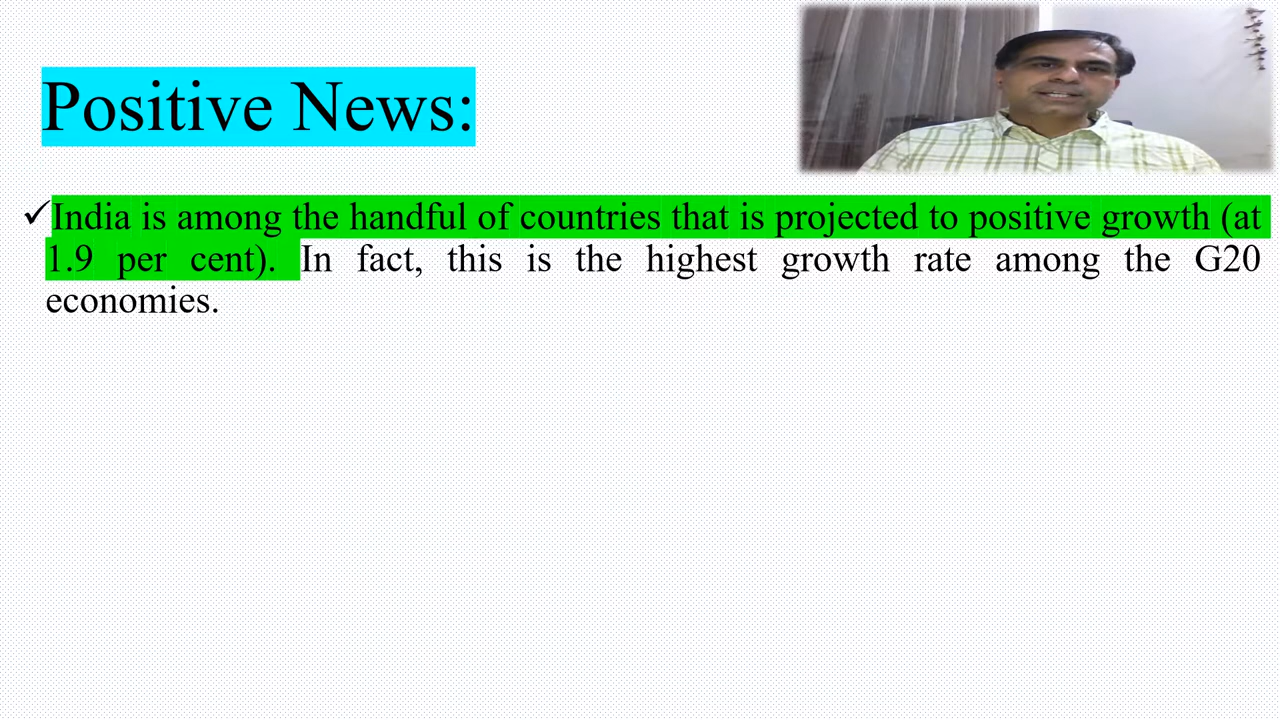 Positive News:
✓India is among the handful of countries that is projected to positive growth (at
1.9 per cent). In fact, this is the highest growth rate among the G20
economies.